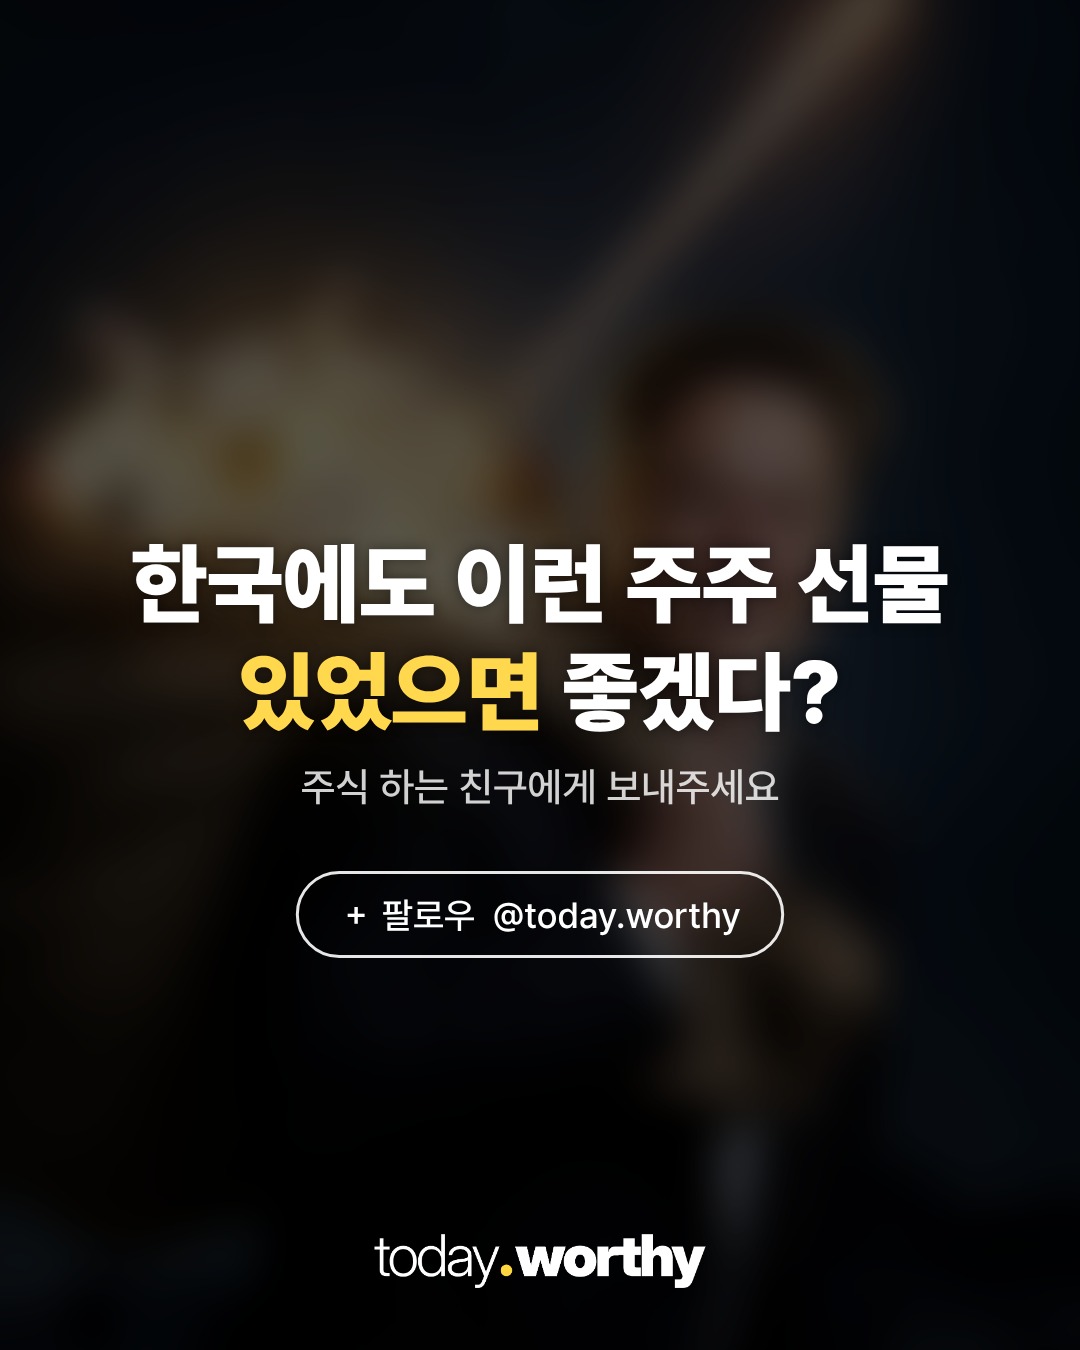 한국에도 이런 주주 선물
있었으면 좋겠다?
주식 하는 친구에게 보내주세요
+ 팔로우 @today.worthy
today.worthy